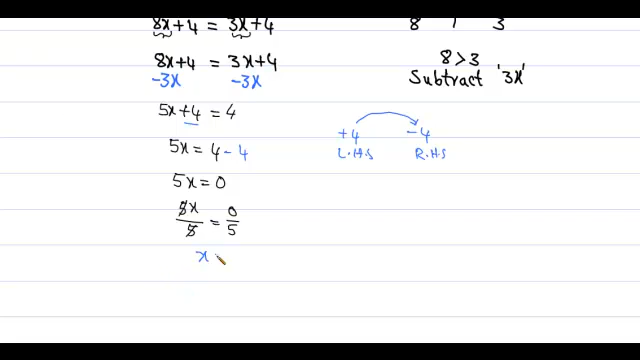 8x+4 = 3x+4
8 3
8x+4 = 3x+4
-3x -3x
8 > 3
Subtract '3x'
5x+4 = 4
+4 -4
L.H.S R.H.S
5x = 4-4
5x = 0
5x/5 = 0/5
x